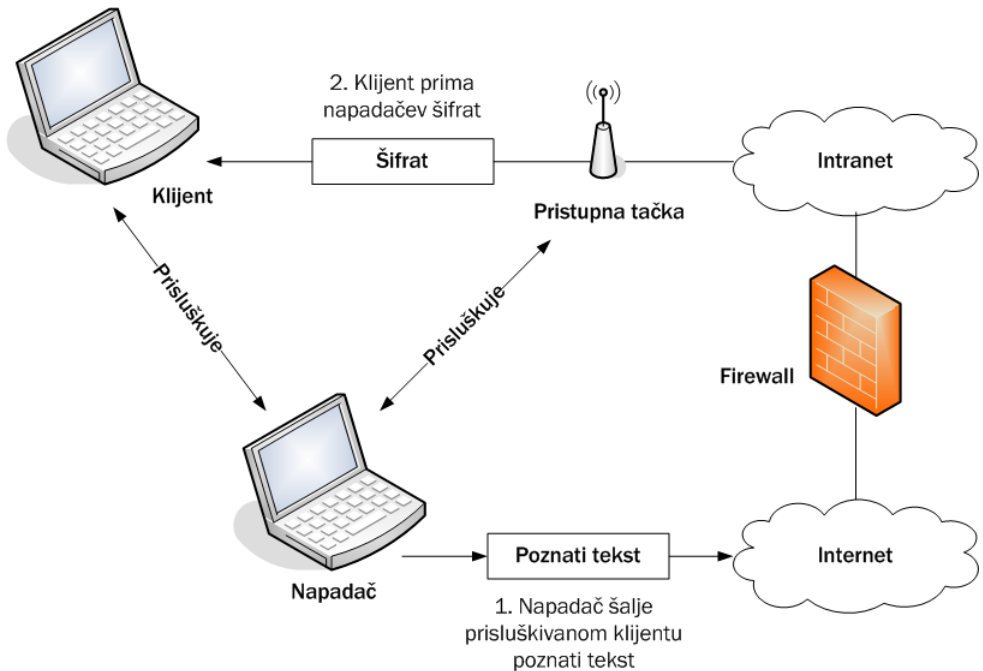 2. Klijent prima
napadačev šifrat
Šifrat
Intranet
Klijent
Pristupna tačka
Prisluškuje
Prisluškuje
Firewall
Poznati tekst
Internet
Napadač
1. Napadač šalje
prisluškivanom klijentu
poznati tekst